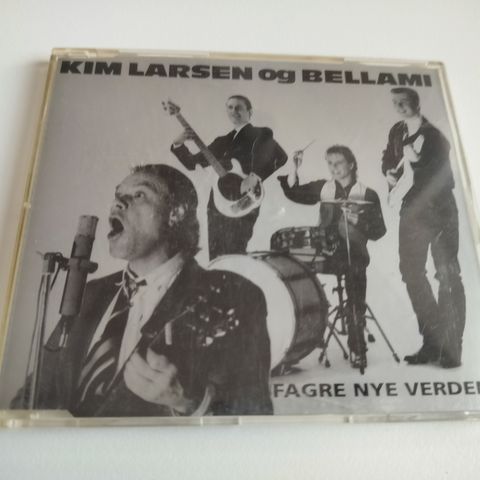 KIM LARSEN og BELLAMI
FAGRE NYE VERDEN